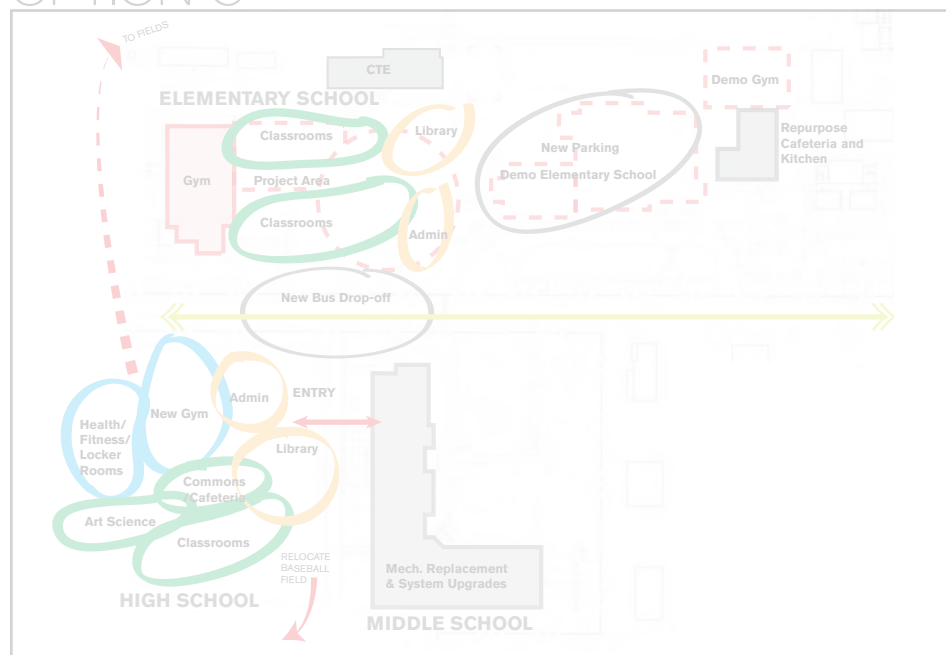 TO FIELDS
CTE
Demo Gym
ELEMENTARY SCHOOL
Classrooms
Library
New Parking
Repurpose
Cafeteria and
Kitchen
Gym
Project Area
Demo Elementary School
Classrooms
Admin
New Bus Drop-off
Admin
ENTRY
New Gym
Health/
Fitness/
Locker
Rooms
Library
Commons
/Cafeteria
Art Science
Classrooms
RELOCATE
BASEBALL
FIELD
Mech. Replacement
& System Upgrades
HIGH SCHOOL
MIDDLE SCHOOL